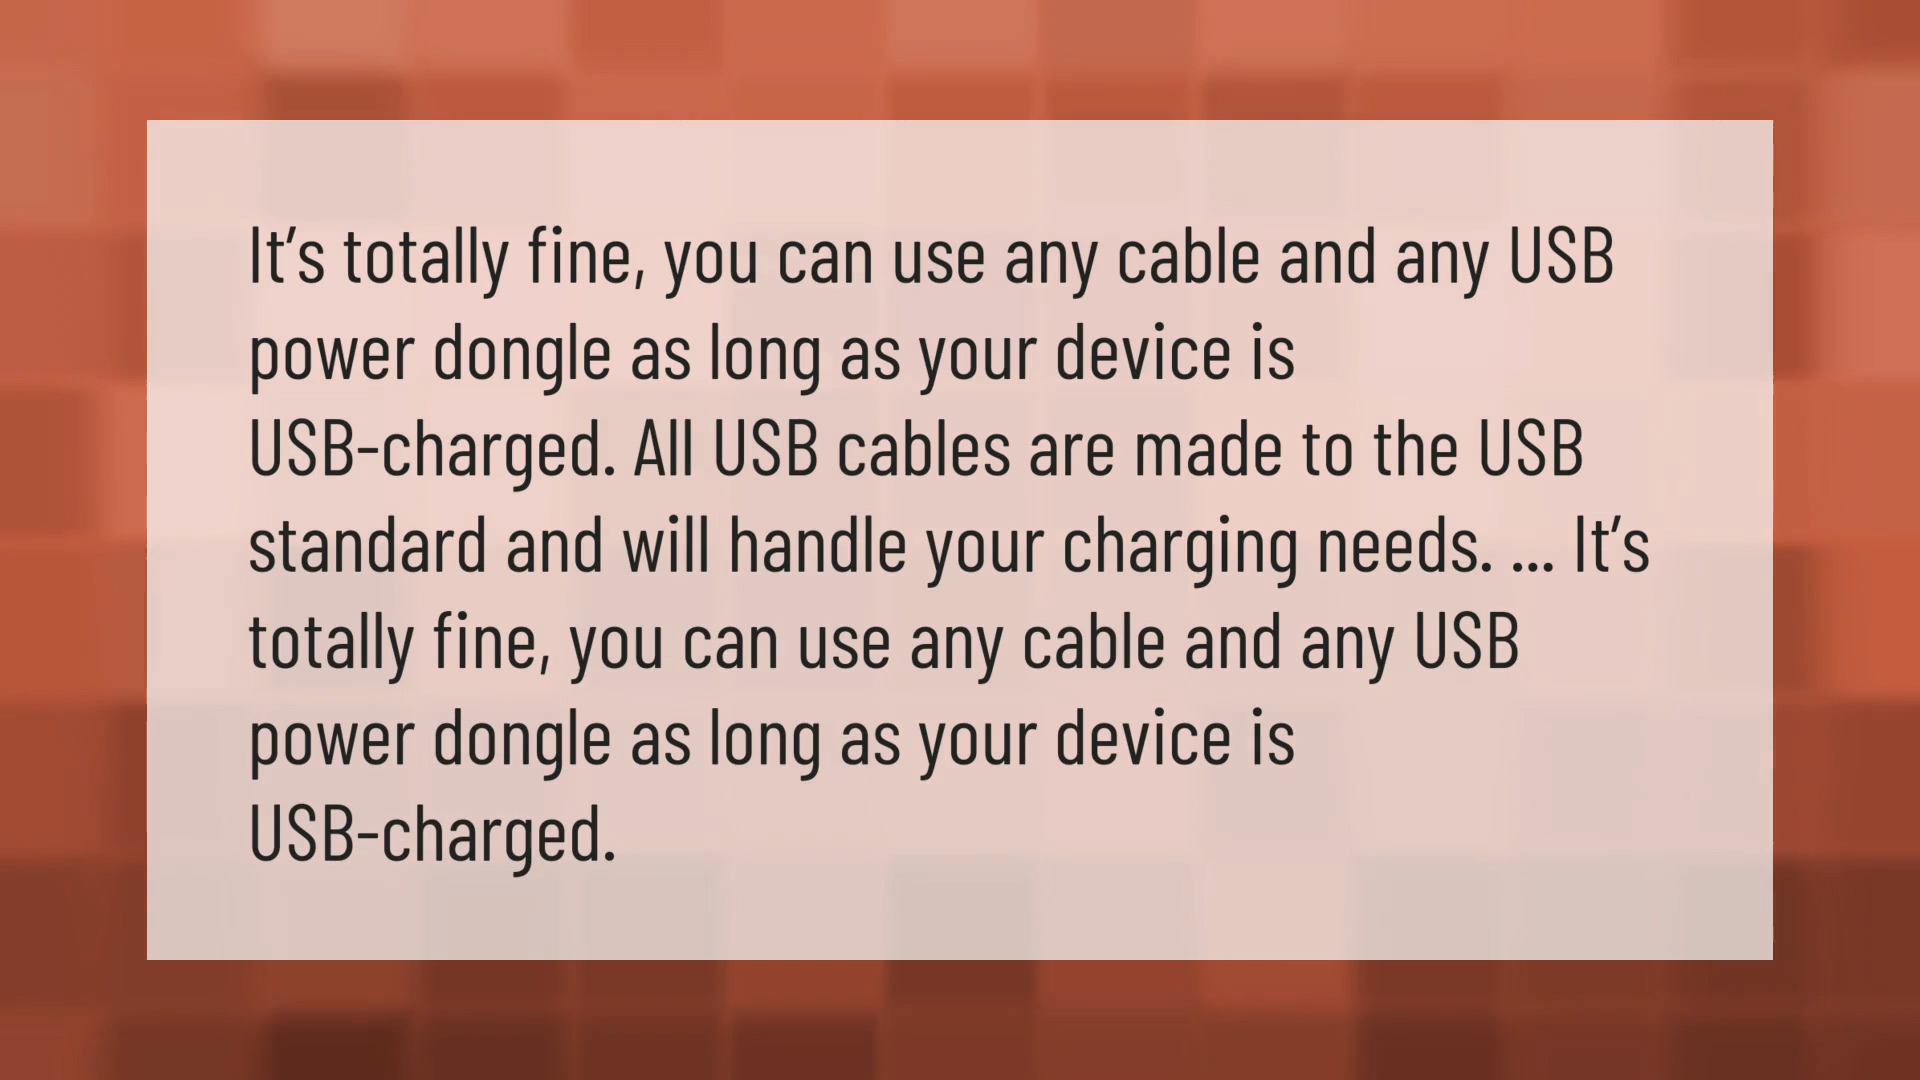 It’s totally fine, you can use any cable and any USB
power dongle as long as your device is
USB-charged. All USB cables are made to the USB
standard and will handle your charging needs. ... It’s
totally fine, you can use any cable and any USB
power dongle as long as your device is
USB-charged.